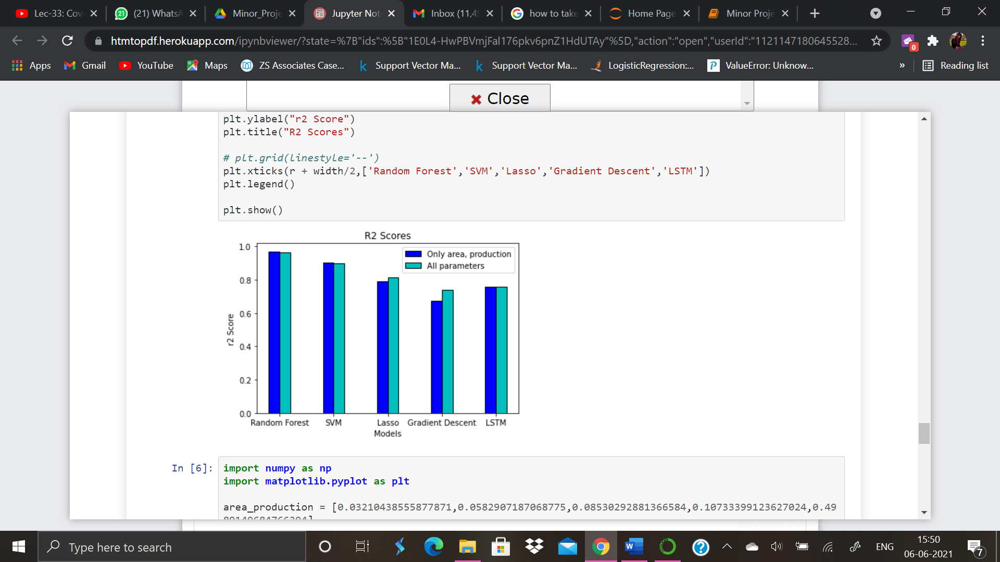 Lec-33: Cov
(21) WhatsA
Minor_Proje
Jupyter Not
Inbox (11,49
how to take
Home Page
Minor Proje
htmtopdf.herokuapp.com/ipynbviewer/?state=%7B"ids":%5B"1E0L4-HwPBVmjFal176pkv6pnZ1HdUTAy"%5D,"action":"open","userId":"1121147180645528...
0
Apps
Gmail
YouTube
Maps
ZS Associates Case...
Support Vector Ma...
Support Vector Ma...
LogisticRegression:...
ValueError: Unknow...
»
Reading list
Close
plt.ylabel("r2 Score")
plt.title("R2 Scores")
# plt.grid(linestyle='--')
plt.xticks(r + width/2,['Random Forest','SVM','Lasso','Gradient Descent','LSTM'])
plt.legend()
plt.show()
R2 Scores
Only area, production
All parameters
1.0
0.8
0.6
0.4
0.2
0.0
r2 Score
Random Forest SVM Lasso Gradient Descent LSTM
Models
In [6]:
import numpy as np
import matplotlib.pyplot as plt
area_production = [0.03210438555877871,0.0582907187068775,0.08530292881366584,0.10733399123627024,0.49
Type here to search
ENG
15:50
06-06-2021
7